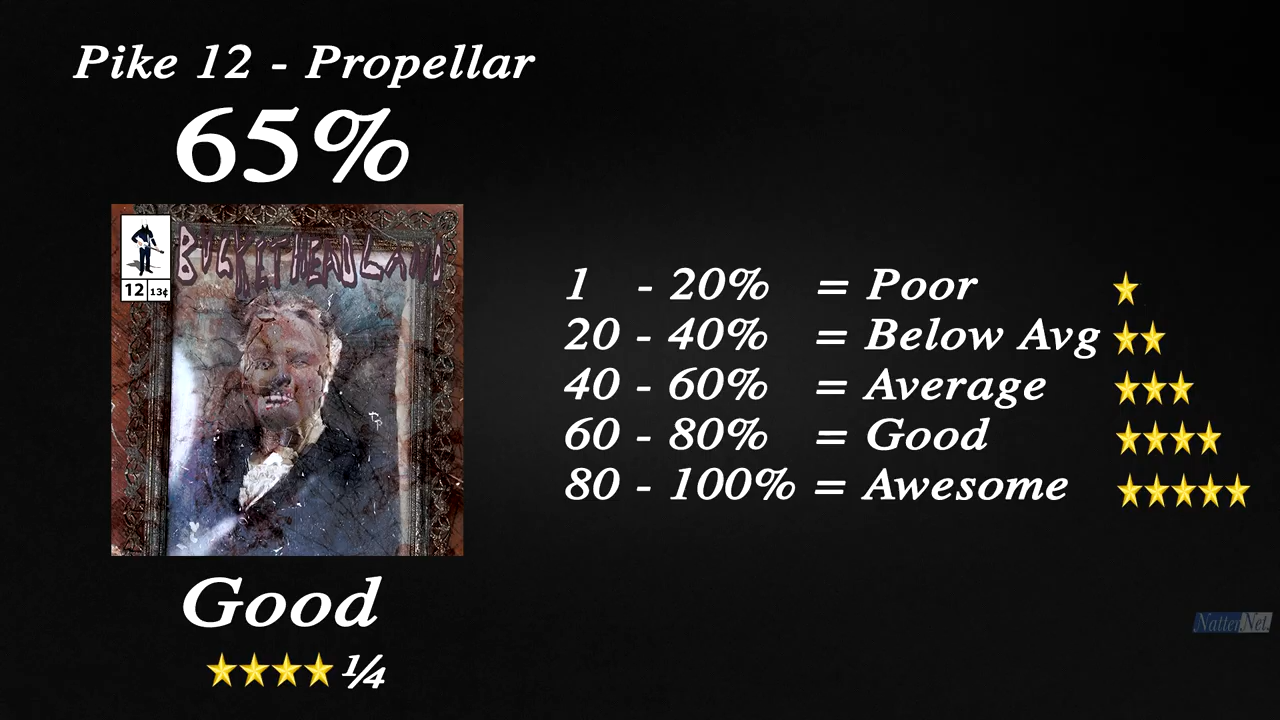 Pike 12 - Propellar
65%
BUCKETHEADLAND
12 13¢
Good
¼
1 - 20% = Poor
20 - 40% = Below Avg
40 - 60% = Average
60 - 80% = Good
80 - 100% = Awesome
NatterNet